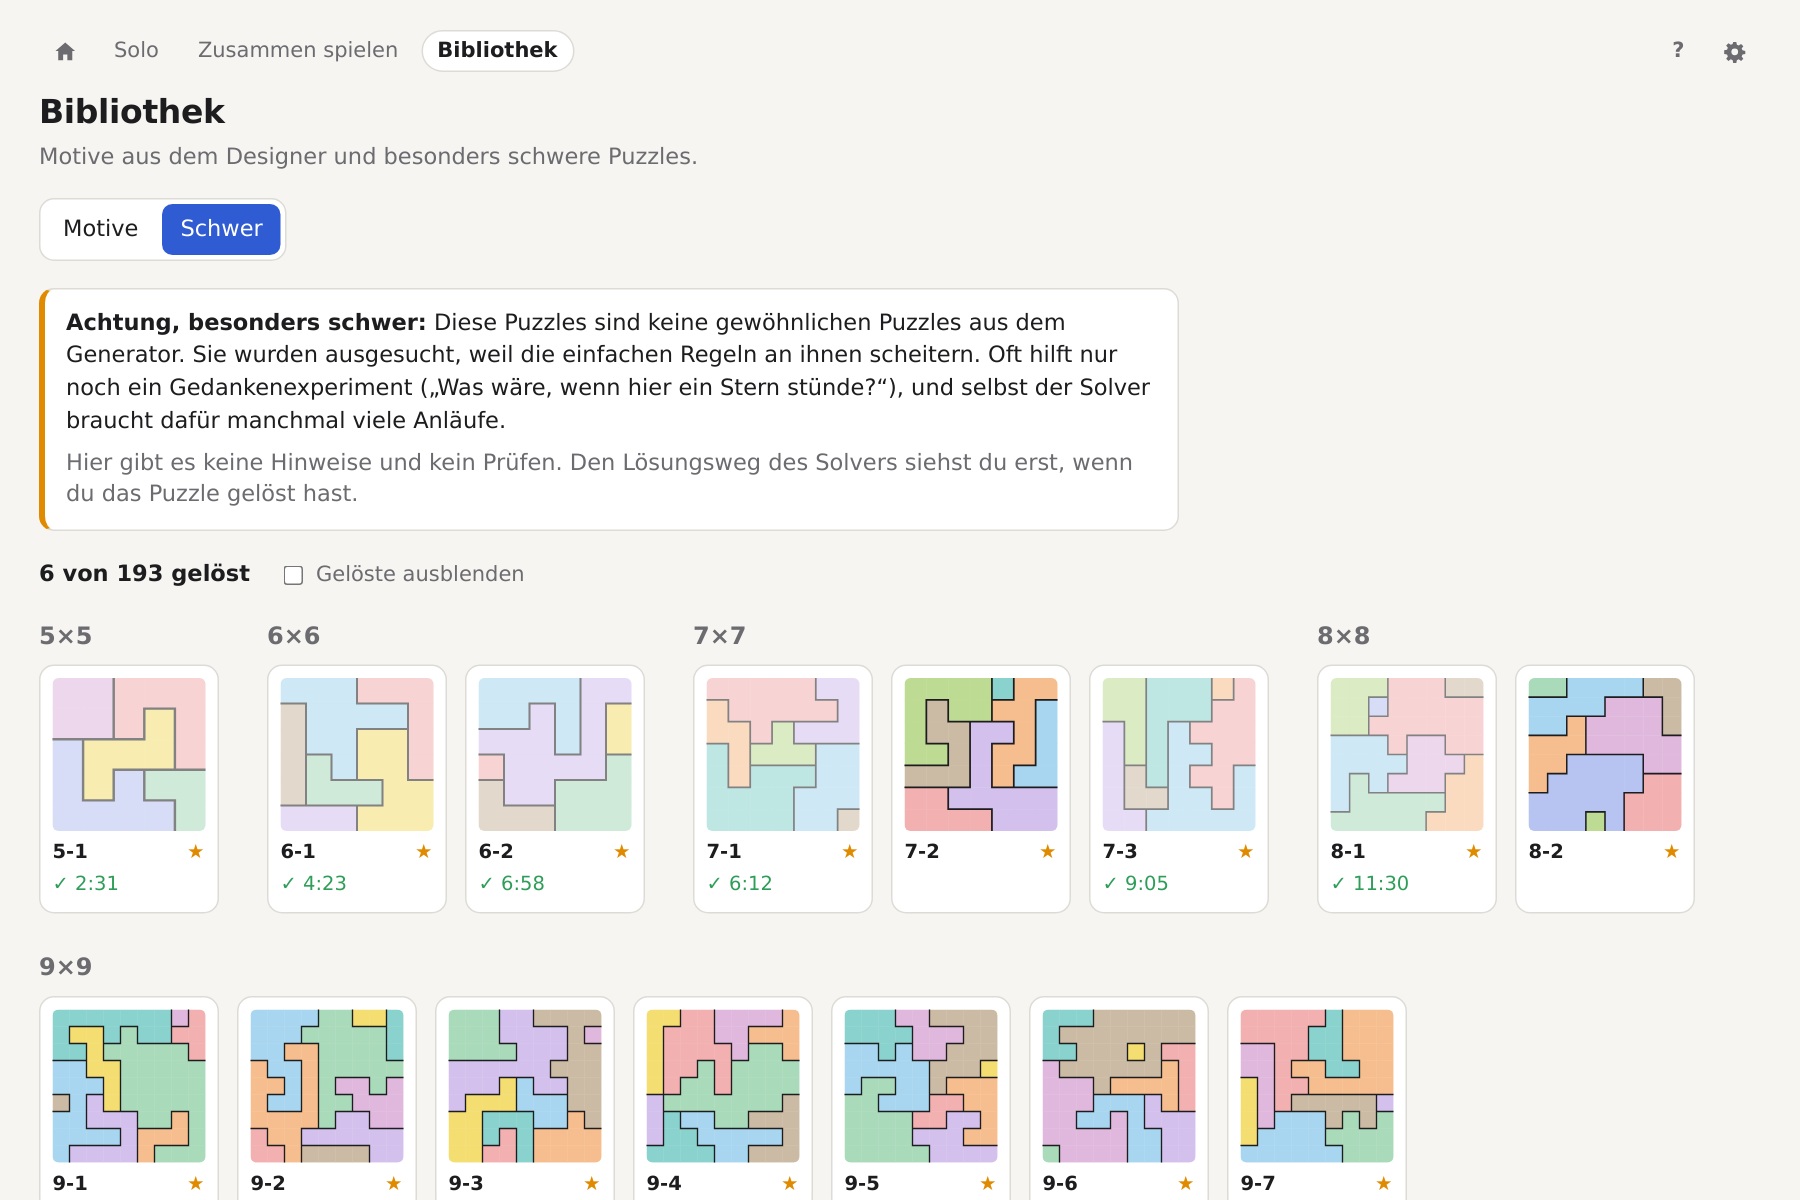 Solo Zusammen spielen Bibliothek ?
Bibliothek
Motive aus dem Designer und besonders schwere Puzzles.
Motive Schwer
Achtung, besonders schwer: Diese Puzzles sind keine gewöhnlichen Puzzles aus dem
Generator. Sie wurden ausgesucht, weil die einfachen Regeln an ihnen scheitern. Oft hilft nur
noch ein Gedankenexperiment („Was wäre, wenn hier ein Stern stünde?“), und selbst der Solver
braucht dafür manchmal viele Anläufe.
Hier gibt es keine Hinweise und kein Prüfen. Den Lösungsweg des Solvers siehst du erst, wenn
du das Puzzle gelöst hast.
6 von 193 gelöst Gelöste ausblenden
5×5 6×6 7×7 8×8
5-1 ★ 6-1 ★ 6-2 ★ 7-1 ★ 7-2 ★ 7-3 ★ 8-1 ★ 8-2 ★
✓ 2:31 ✓ 4:23 ✓ 6:58 ✓ 6:12 ✓ 9:05 ✓ 11:30
9×9
9-1 ★ 9-2 ★ 9-3 ★ 9-4 ★ 9-5 ★ 9-6 ★ 9-7 ★